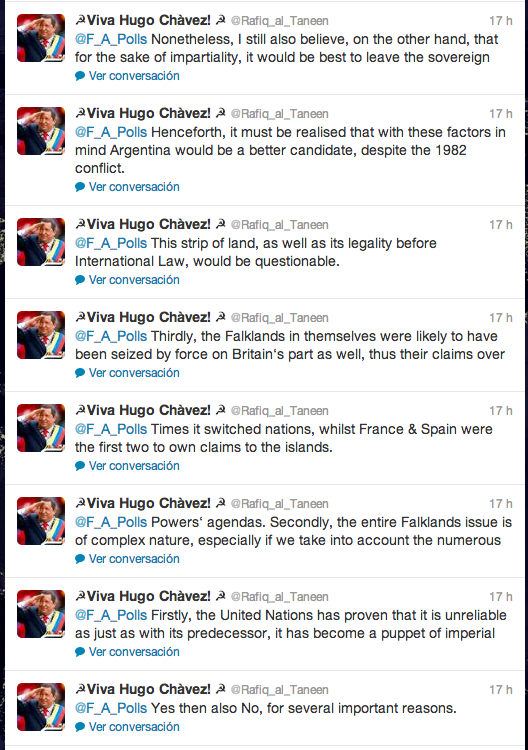 ☭Viva Hugo Chàvez! ☭ @Rafiq_al_Taneen 17 h
@F_A_Polls Nonetheless, I still also believe, on the other hand, that
for the sake of impartiality, it would be best to leave the sovereign
Ver conversación
☭Viva Hugo Chàvez! ☭ @Rafiq_al_Taneen 17 h
@F_A_Polls Henceforth, it must be realised that with these factors in
mind Argentina would be a better candidate, despite the 1982
conflict.
Ver conversación
☭Viva Hugo Chàvez! ☭ @Rafiq_al_Taneen 17 h
@F_A_Polls This strip of land, as well as its legality before
International Law, would be questionable.
Ver conversación
☭Viva Hugo Chàvez! ☭ @Rafiq_al_Taneen 17 h
@F_A_Polls Thirdly, the Falklands in themselves were likely to have
been seized by force on Britain's part as well, thus their claims over
Ver conversación
☭Viva Hugo Chàvez! ☭ @Rafiq_al_Taneen 17 h
@F_A_Polls Times it switched nations, whilst France & Spain were
the first two to own claims to the islands.
Ver conversación
☭Viva Hugo Chàvez! ☭ @Rafiq_al_Taneen 17 h
@F_A_Polls Powers' agendas. Secondly, the entire Falklands issue is
of complex nature, especially if we take into account the numerous
Ver conversación
☭Viva Hugo Chàvez! ☭ @Rafiq_al_Taneen 17 h
@F_A_Polls Firstly, the United Nations has proven that it is unreliable
as just as with its predecessor, it has become a puppet of imperial
Ver conversación
☭Viva Hugo Chàvez! ☭ @Rafiq_al_Taneen 17 h
@F_A_Polls Yes then also No, for several important reasons.
Ver conversación